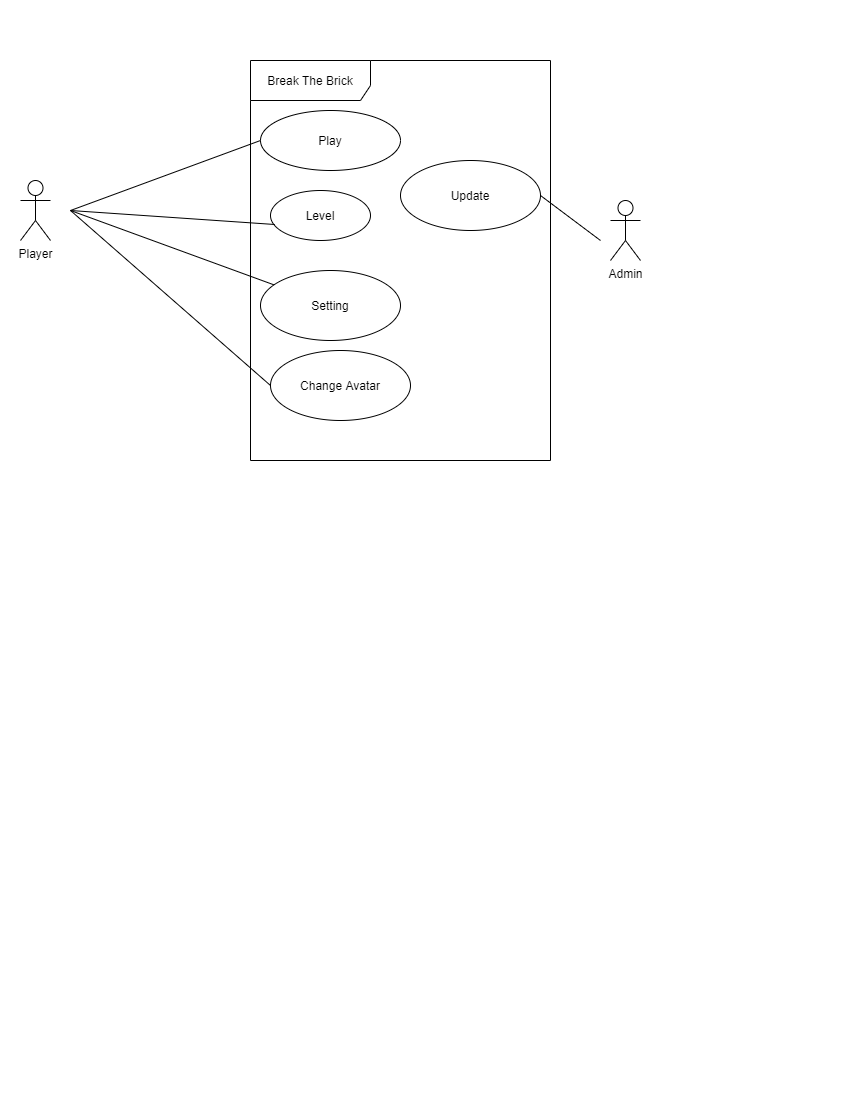 Break The Brick
Play
Update
Level
Player
Admin
Setting
Change Avatar